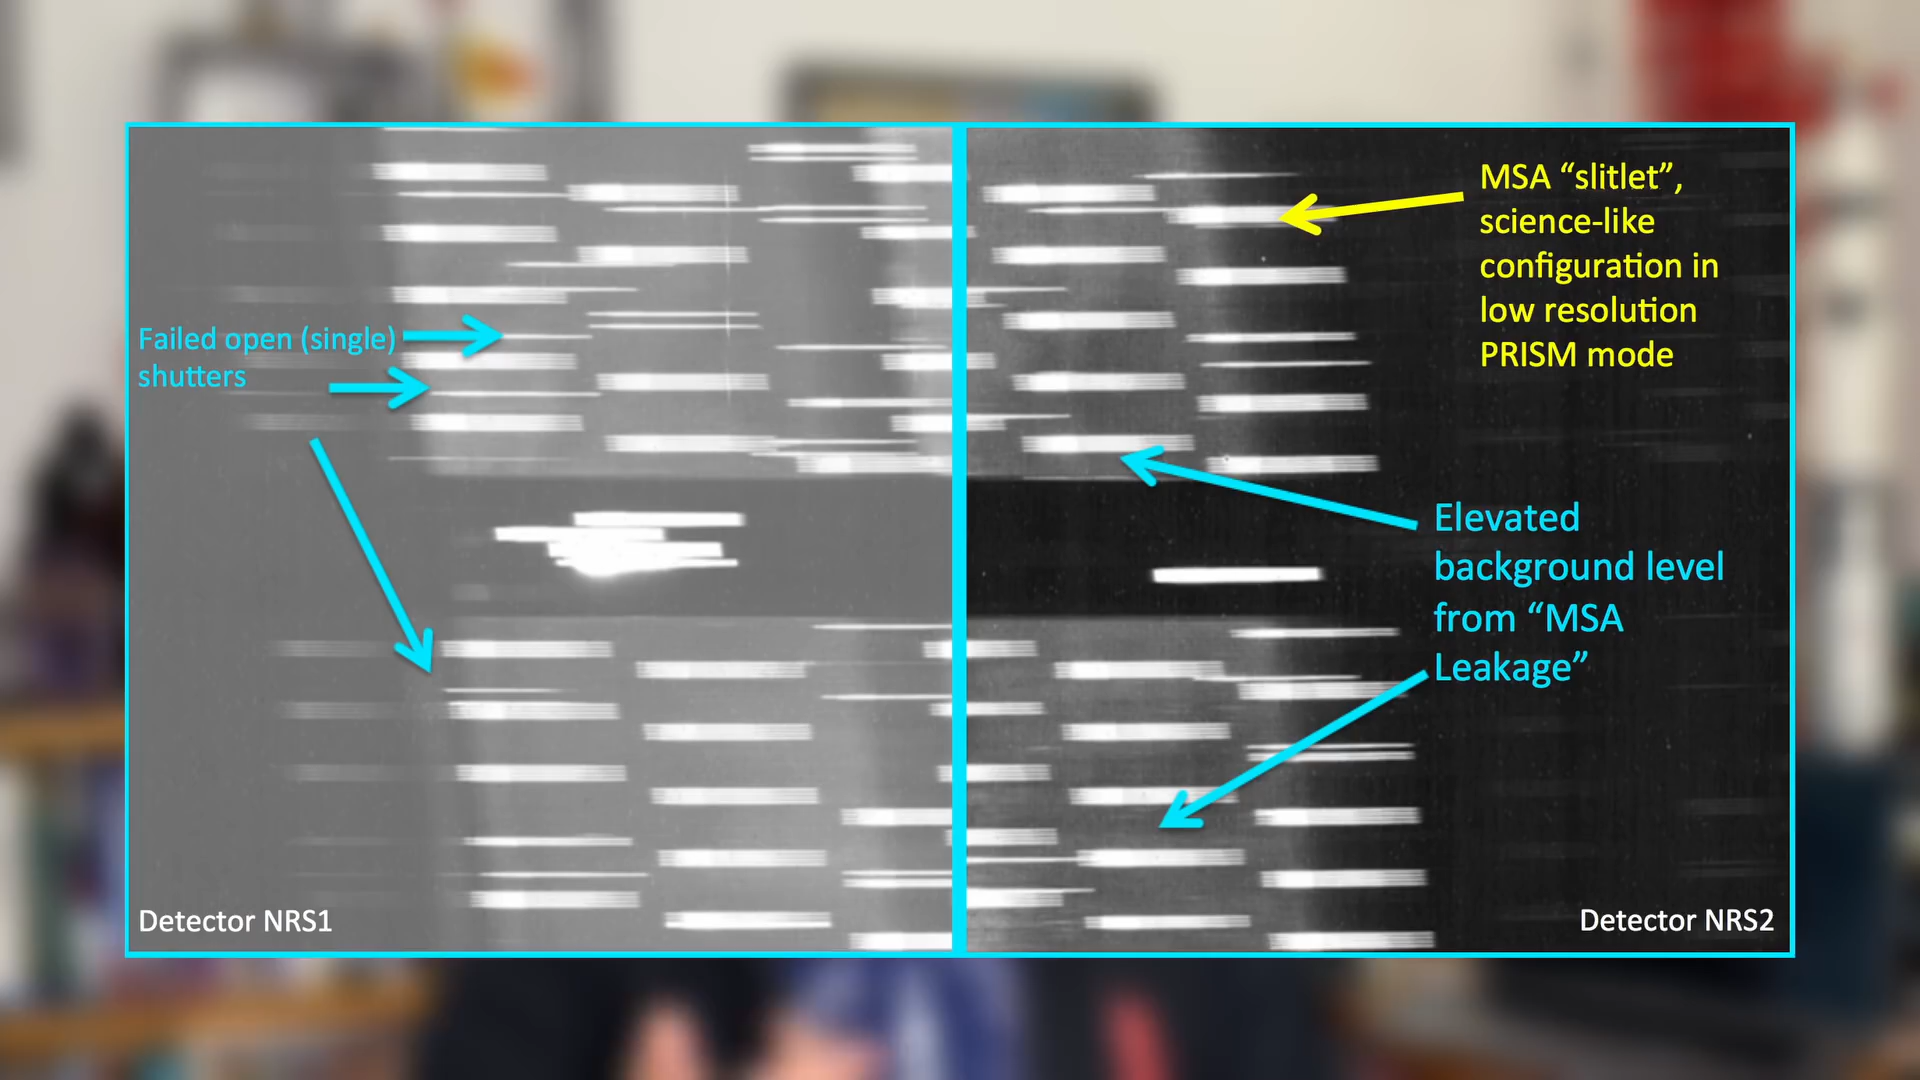 Failed open (single)
shutters
MSA “slitlet”,
science-like
configuration in
low resolution
PRISM mode
Elevated
background level
from “MSA
Leakage”
Detector NRS1
Detector NRS2